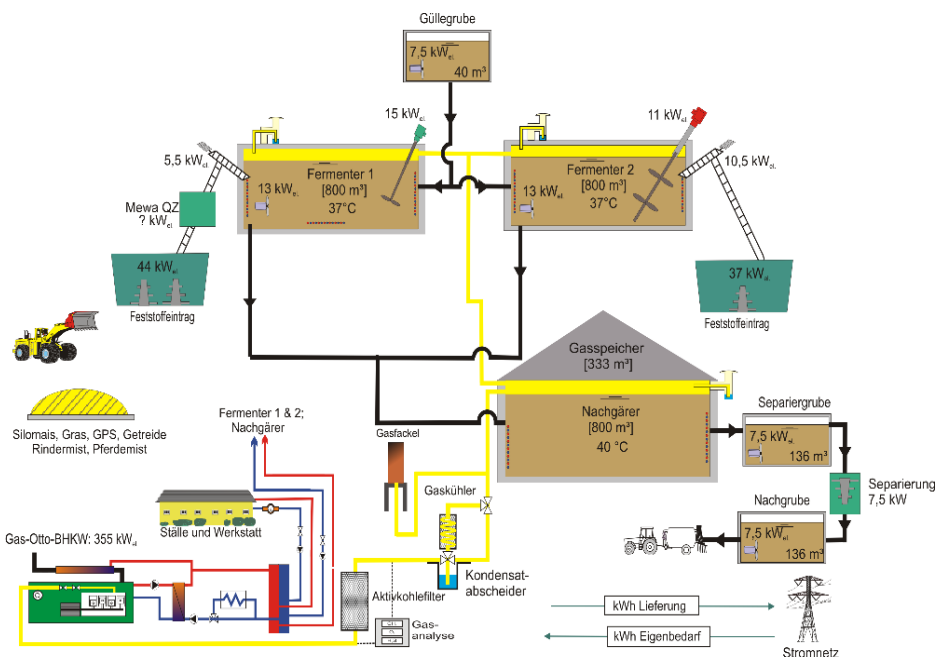 Güllegrube
7,5 kWel.
40 m³
15 kWel.
11 kWel.
5,5 kWel.
Fermenter 1
[800 m³]
37°C
13 kWel.
Fermenter 2
[800 m³]
37°C
13 kWel.
10,5 kWel.
Mewa QZ
? kWel.
44 kWel.
Feststoffeintrag
37 kWel.
Feststoffeintrag
Gasspeicher
[333 m³]
Nachgärer
[800 m³]
40 °C
Silomais, Gras, GPS, Getreide
Rindermist, Pferdemist
Fermenter 1 & 2;
Nachgärer
Gasfackel
Gaskühler
Separiergrube
7,5 kWel.
136 m³
Separierung
7,5 kW
Nachgrube
7,5 kWel.
136 m³
Ställe und Werkstatt
Gas-Otto-BHKW: 355 kWel.
G
Aktivkohlefilter
Kondensat-
abscheider
Gas-
analyse
kWh Lieferung
kWh Eigenbedarf
Stromnetz